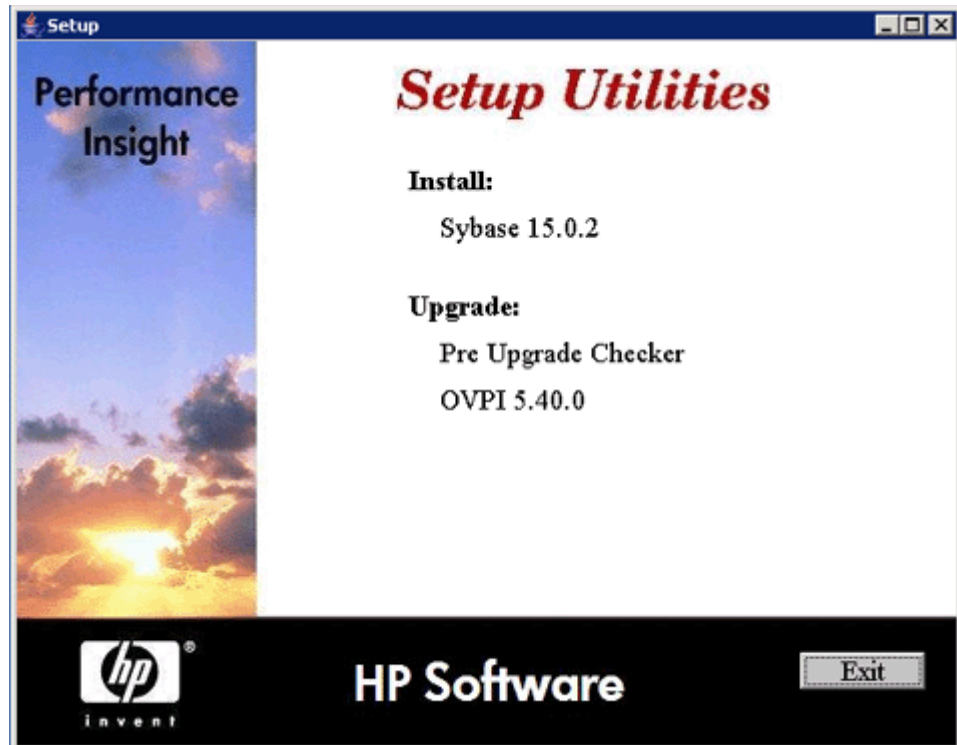 Setup
Performance
Insight
Setup Utilities
Install:
Sybase 15.0.2
Upgrade:
Pre Upgrade Checker
OVPI 5.40.0
hp
®
invent
HP Software
Exit